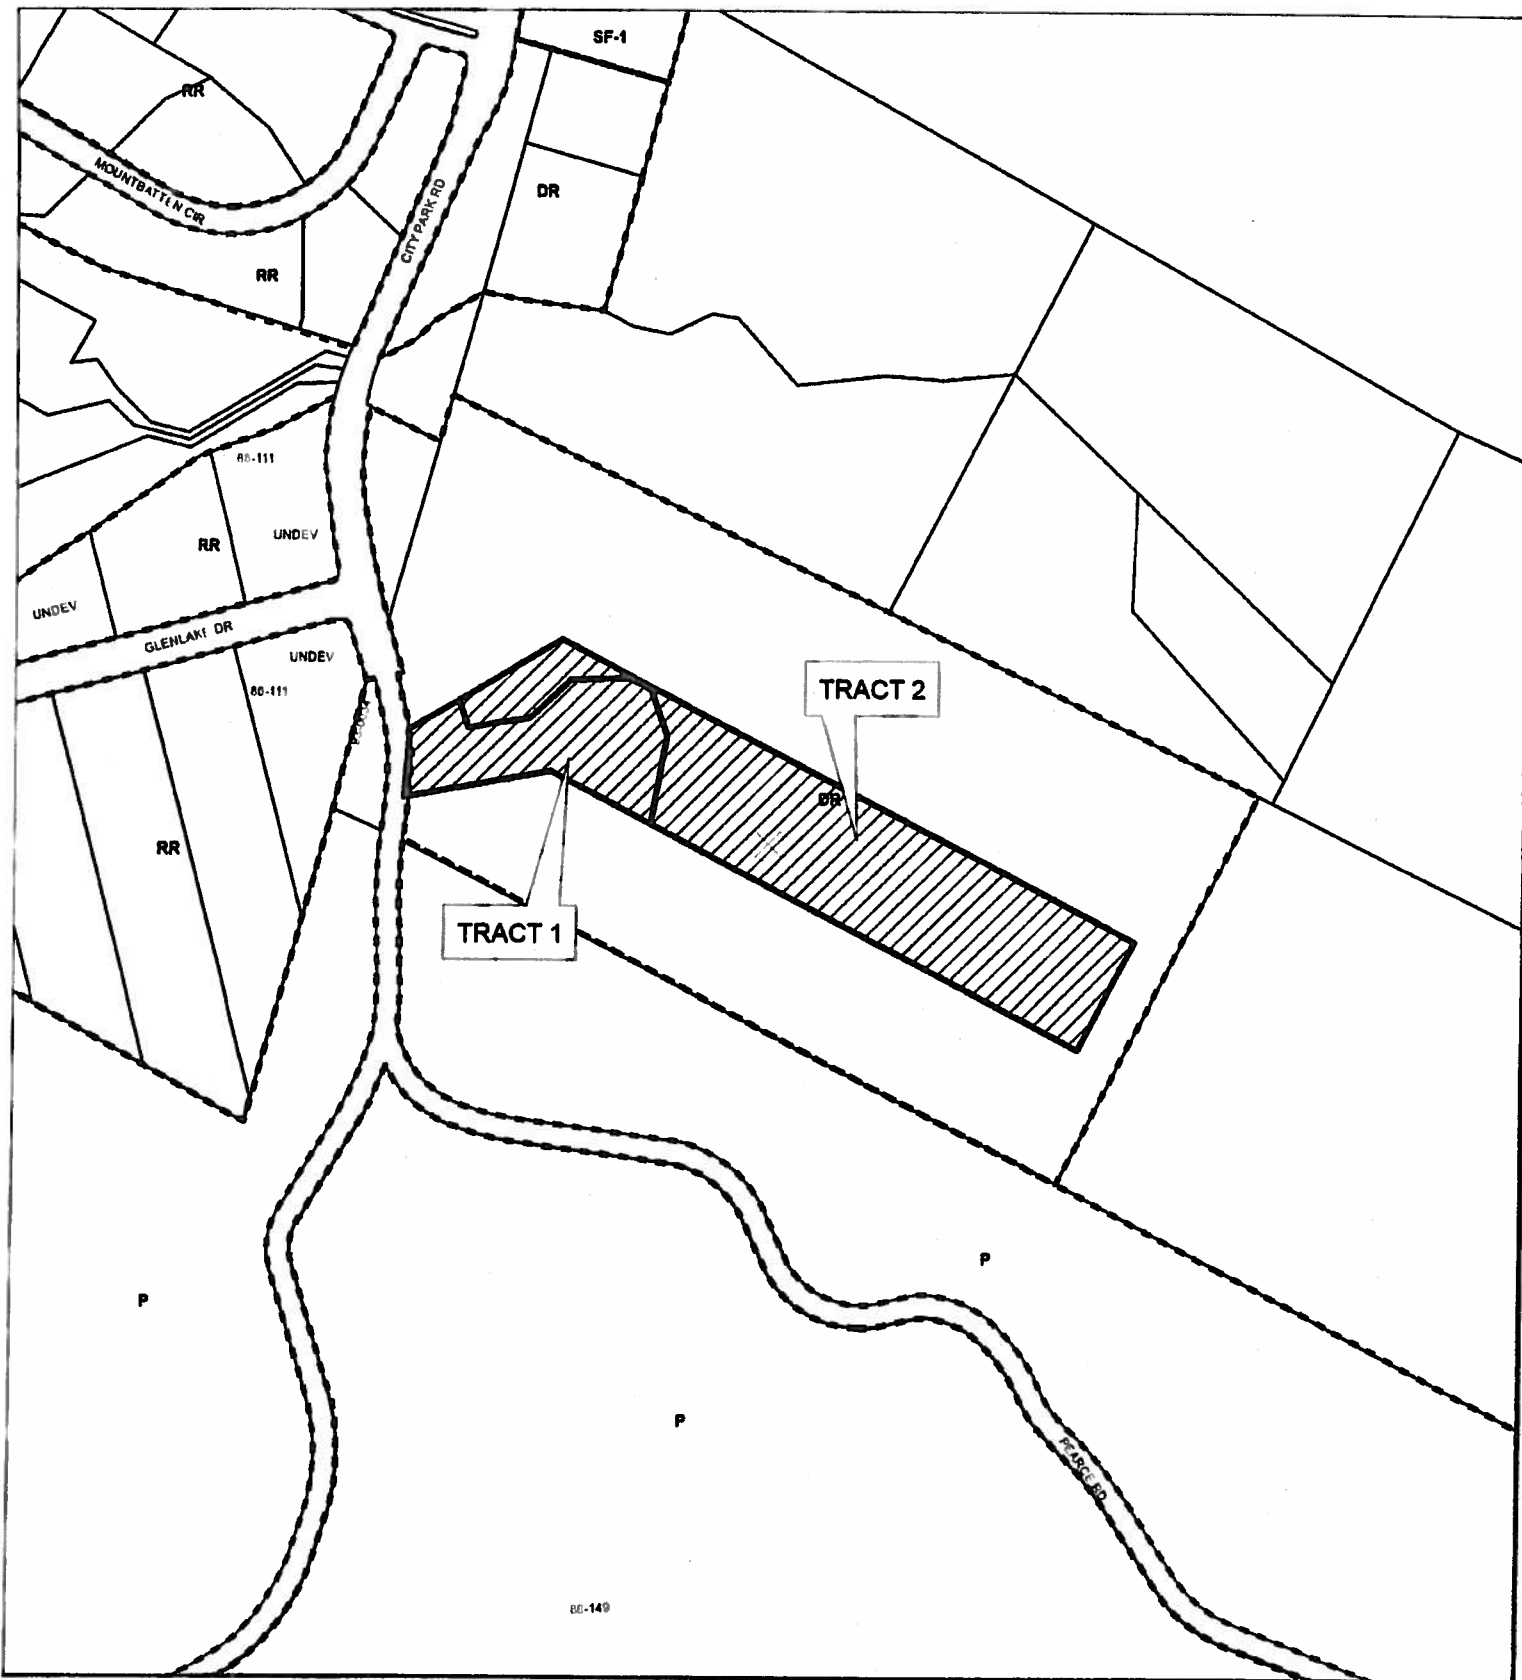 SF-1
RR
MOUNTBATTEN CIR
DR
CITY PARK RD
RR
88-111
RR
UNDEV
UNDEV
GLENLAKE DR
UNDEV
86-111
TRACT 2
DR
RR
TRACT 1
P
P
P
PEARCE RD
88-149